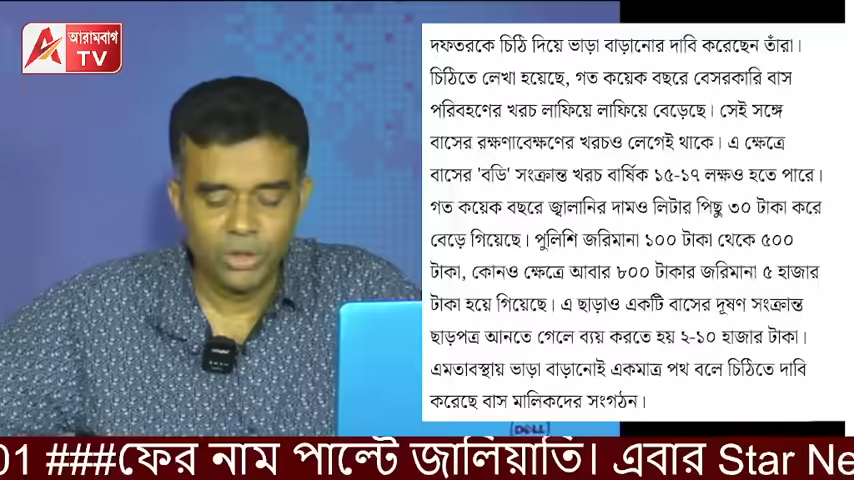 আরামবাগ
TV
দফতরকে চিঠি দিয়ে ভাড়া বাড়ানোর দাবি করেছেন তাঁরা।
চিঠিতে লেখা হয়েছে, গত কয়েক বছরে বেসরকারি বাস
পরিবহণের খরচ লাফিয়ে লাফিয়ে বেড়েছে। সেই সঙ্গে
বাসের রক্ষণাবেক্ষণের খরচও লেগেই থাকে। এ ক্ষেত্রে
বাসের 'বডি' সংক্রান্ত খরচ বার্ষিক ১৫-১৭ লক্ষও হতে পারে।
গত কয়েক বছরে জ্বালানির দামও লিটার পিছু ৩০ টাকা করে
বেড়ে গিয়েছে। পুলিশি জরিমানা ১০০ টাকা থেকে ৫০০
টাকা, কোনও ক্ষেত্রে আবার ৮০০ টাকার জরিমানা ৫ হাজার
টাকা হয়ে গিয়েছে। এ ছাড়াও একটি বাসের দূষণ সংক্রান্ত
ছাড়পত্র আনতে গেলে ব্যয় করতে হয় ২-১০ হাজার টাকা।
এমতাবস্থায় ভাড়া বাড়ানোই একমাত্র পথ বলে চিঠিতে দাবি
করেছে বাস মালিকদের সংগঠন।
DELL
01 ###ফের নাম পাল্টে জালিয়াতি। এবার Star Ne